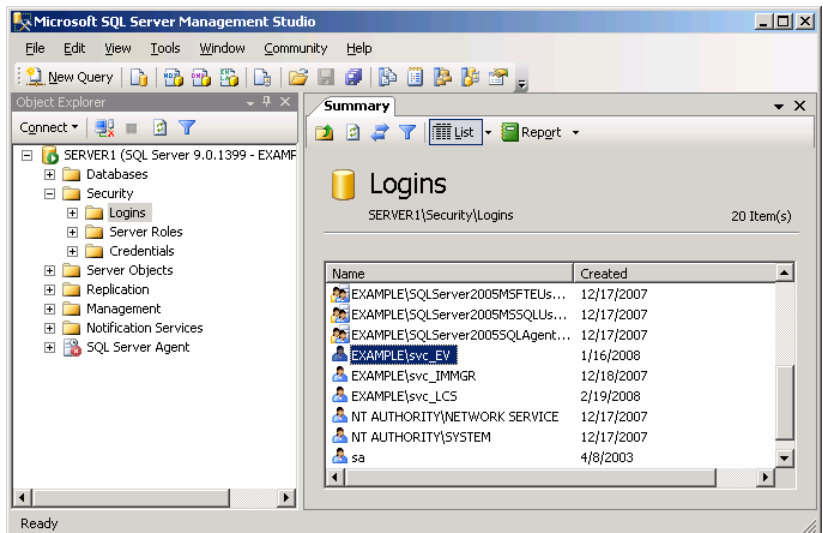 Microsoft SQL Server Management Studio
File Edit View Tools Window Community Help
New Query
Object Explorer
Connect
SERVER1 (SQL Server 9.0.1399 - EXAMP
Databases
Security
Logins
Server Roles
Credentials
Server Objects
Replication
Management
Notification Services
SQL Server Agent
Summary
List Report
Logins
SERVER1\Security\Logins 20 Item(s)
Name Created
EXAMPLE\SQLServer2005MSFTEUs... 12/17/2007
EXAMPLE\SQLServer2005MSSQLUs... 12/17/2007
EXAMPLE\SQLServer2005SQLAgent... 12/17/2007
EXAMPLE\svc_EV 1/16/2008
EXAMPLE\svc_IMMGR 12/18/2007
EXAMPLE\svc_LCS 2/19/2008
NT AUTHORITY\NETWORK SERVICE 12/17/2007
NT AUTHORITY\SYSTEM 12/17/2007
sa 4/8/2003
Ready